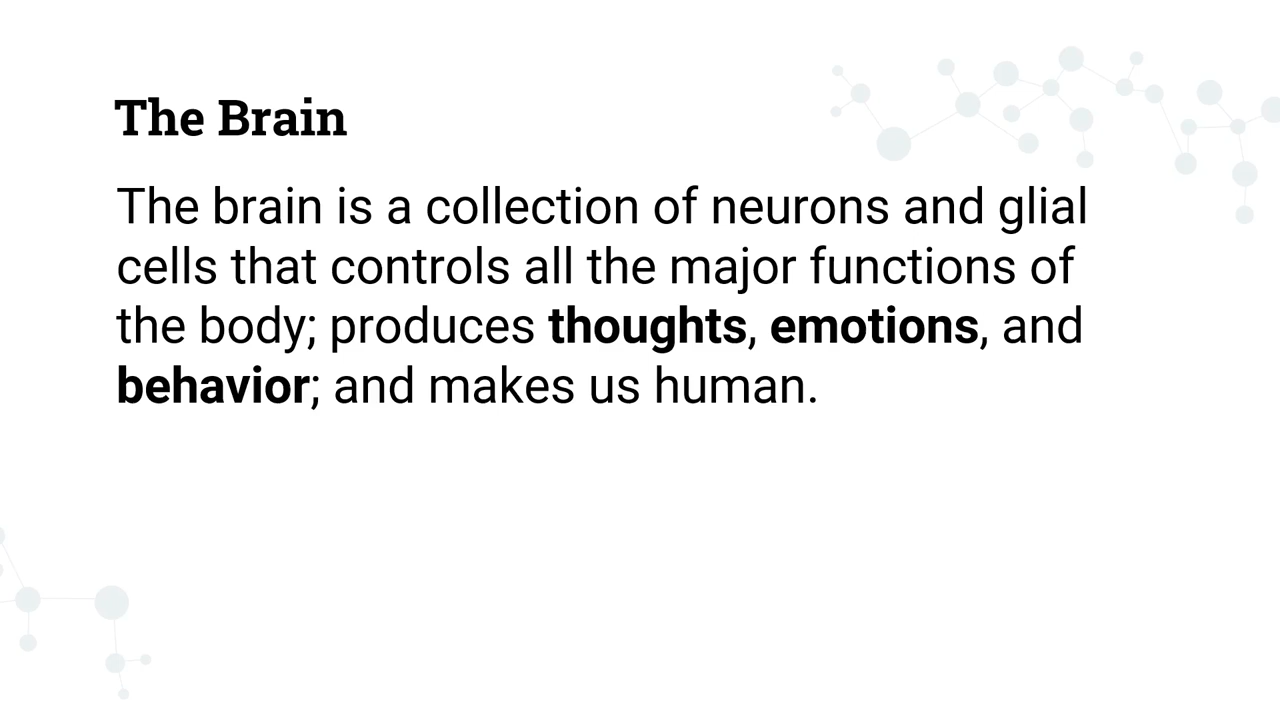 The Brain
The brain is a collection of neurons and glial
cells that controls all the major functions of
the body; produces thoughts, emotions, and
behavior; and makes us human.